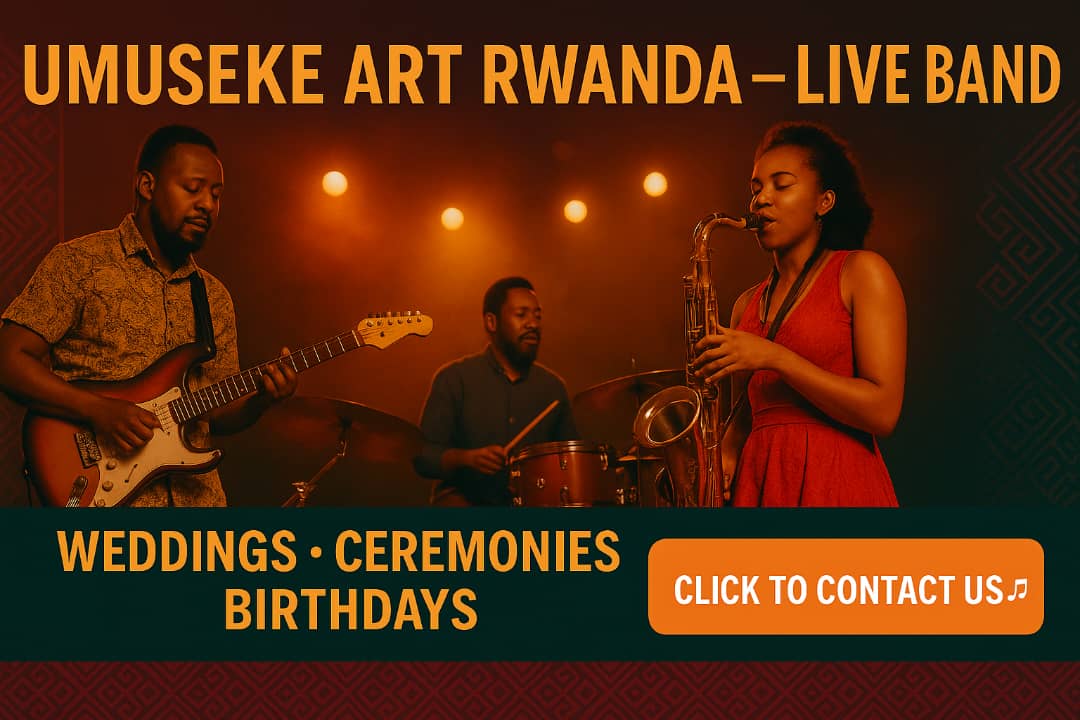 UMUSEKE ART RWANDA – LIVE BAND
WEDDINGS · CEREMONIES
BIRTHDAYS
CLICK TO CONTACT US♫